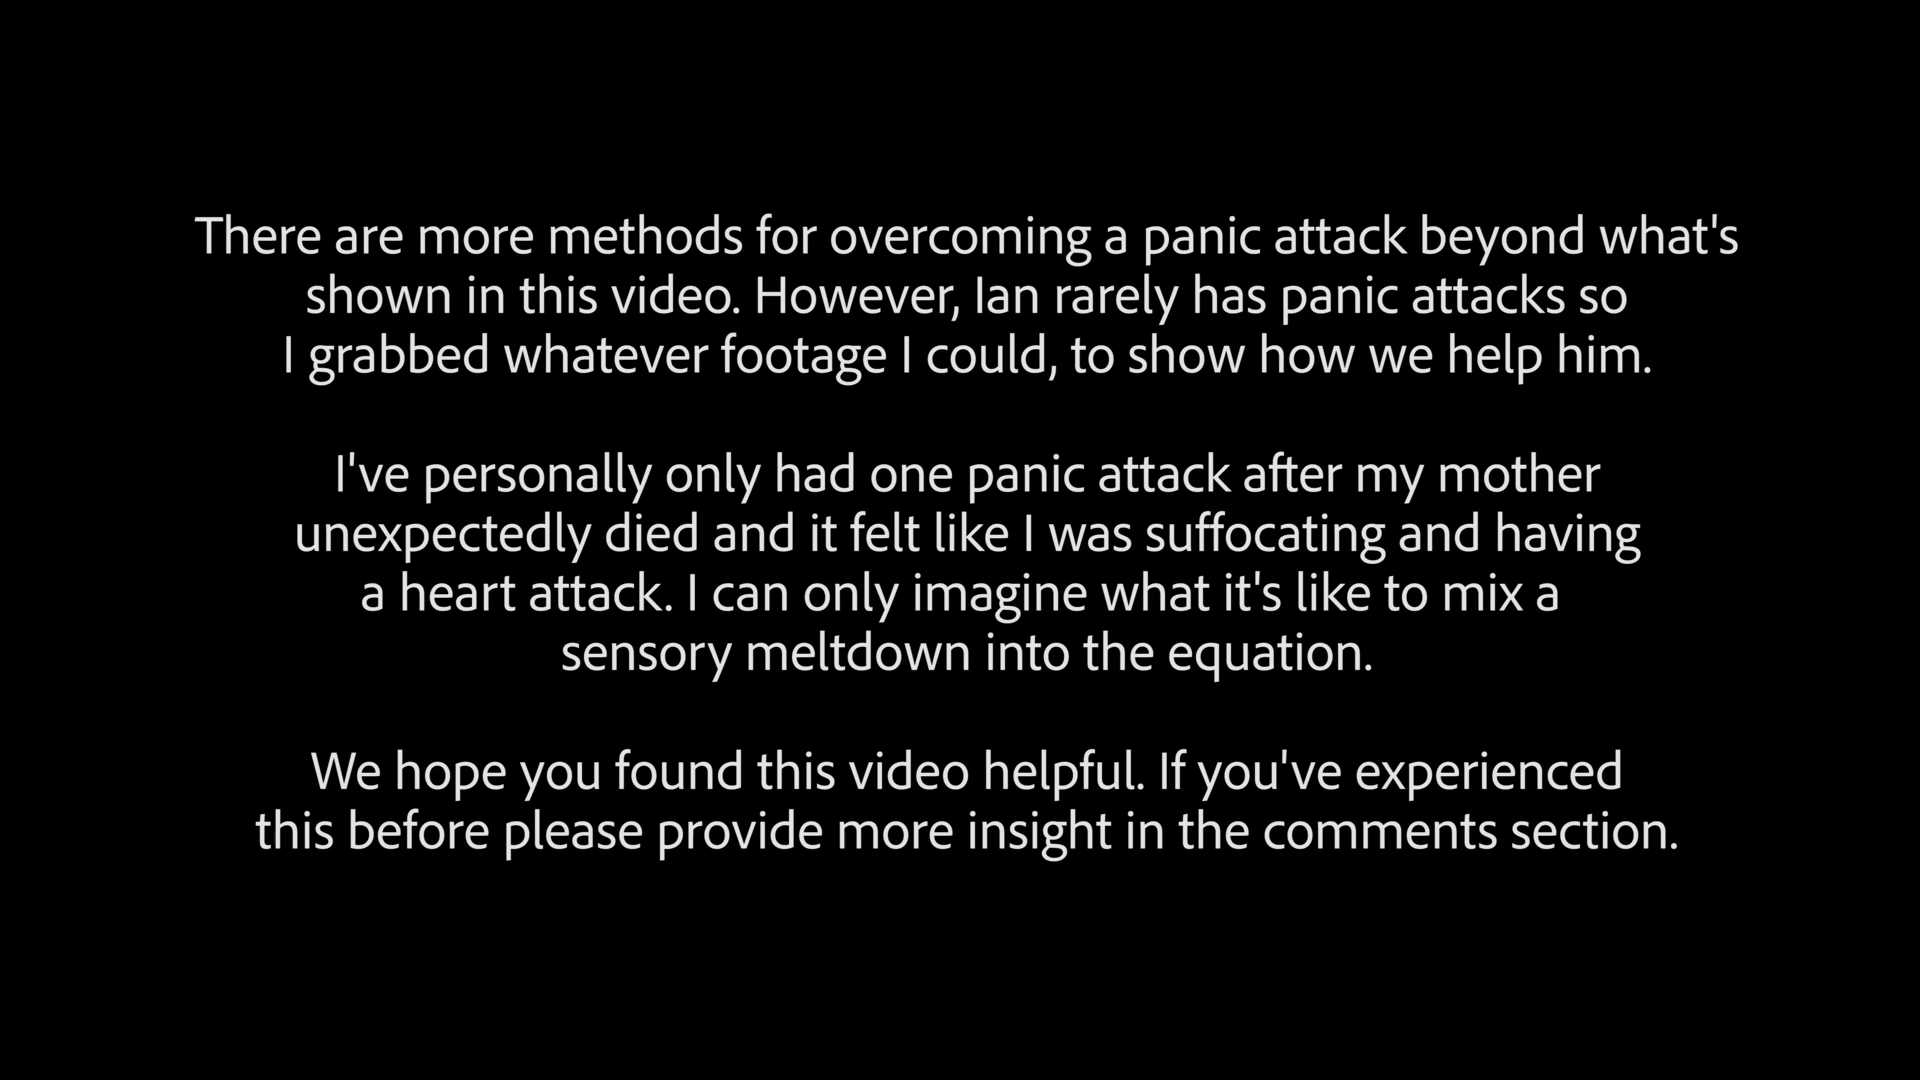 There are more methods for overcoming a panic attack beyond what's
shown in this video. However, Ian rarely has panic attacks so
I grabbed whatever footage I could, to show how we help him.
I've personally only had one panic attack after my mother
unexpectedly died and it felt like I was suffocating and having
a heart attack. I can only imagine what it's like to mix a
sensory meltdown into the equation.
We hope you found this video helpful. If you've experienced
this before please provide more insight in the comments section.